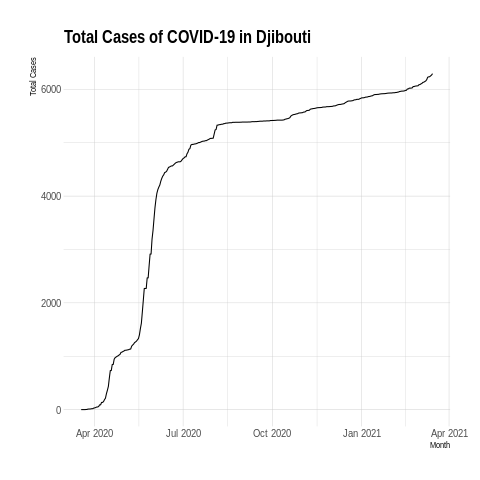 Total Cases of COVID-19 in Djibouti
Total Cases
6000
4000
2000
0
Apr 2020 Jul 2020 Oct 2020 Jan 2021 Apr 2021
Month